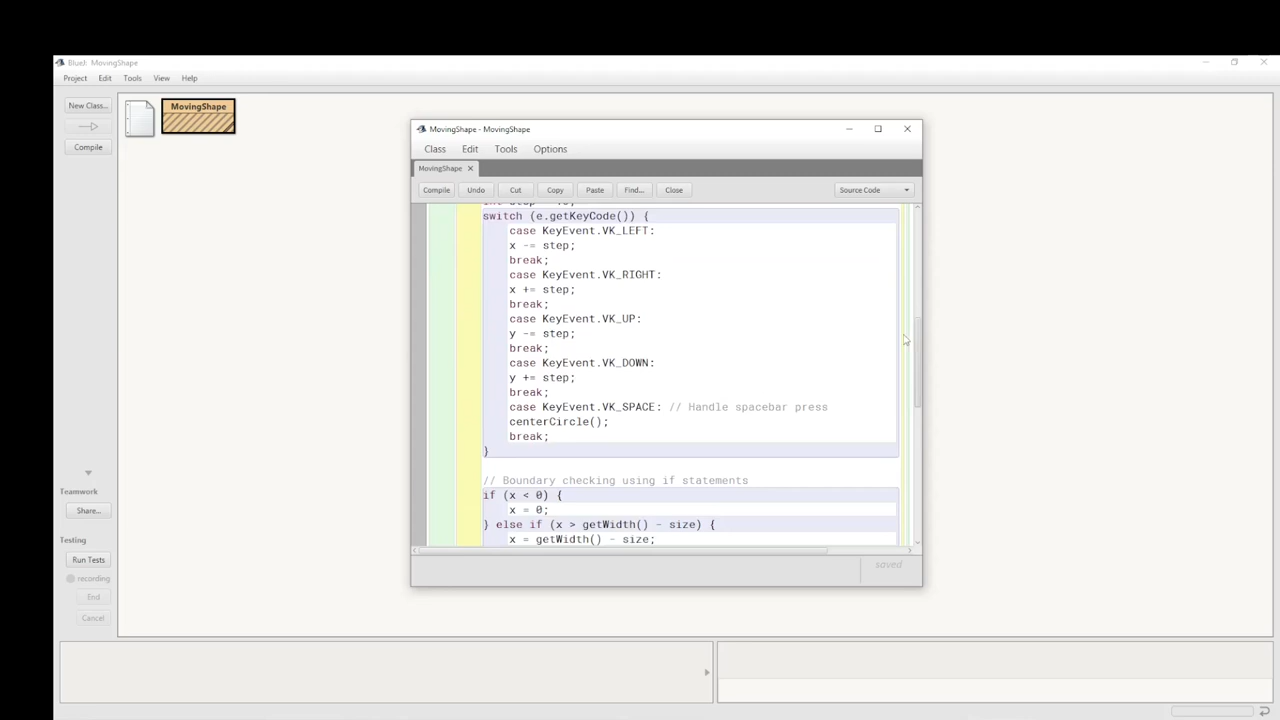 BlueJ: MovingShape
Project Edit Tools View Help
New Class...
Compile
MovingShape
Teamwork
Share...
Testing
Run Tests
recording
End
Cancel
MovingShape - MovingShape
Class Edit Tools Options
MovingShape
Compile Undo Cut Copy Paste Find... Close Source Code
switch (e.getKeyCode()) {
case KeyEvent.VK_LEFT:
x -= step;
break;
case KeyEvent.VK_RIGHT:
x += step;
break;
case KeyEvent.VK_UP:
y -= step;
break;
case KeyEvent.VK_DOWN:
y += step;
break;
case KeyEvent.VK_SPACE: // Handle spacebar press
centerCircle();
break;
}
// Boundary checking using if statements
if (x < 0) {
x = 0;
} else if (x > getWidth() - size) {
x = getWidth() - size;
saved